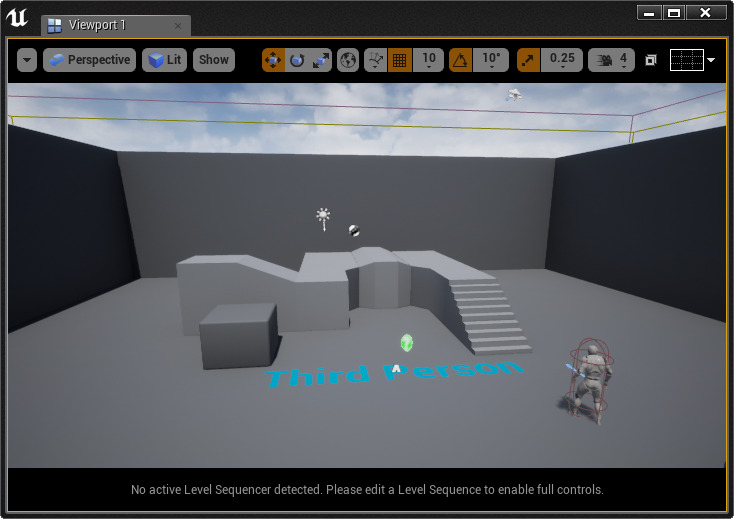 Viewport 1
Perspective Lit Show 10 10° 0.25 4
Third Person
No active Level Sequencer detected. Please edit a Level Sequence to enable full controls.